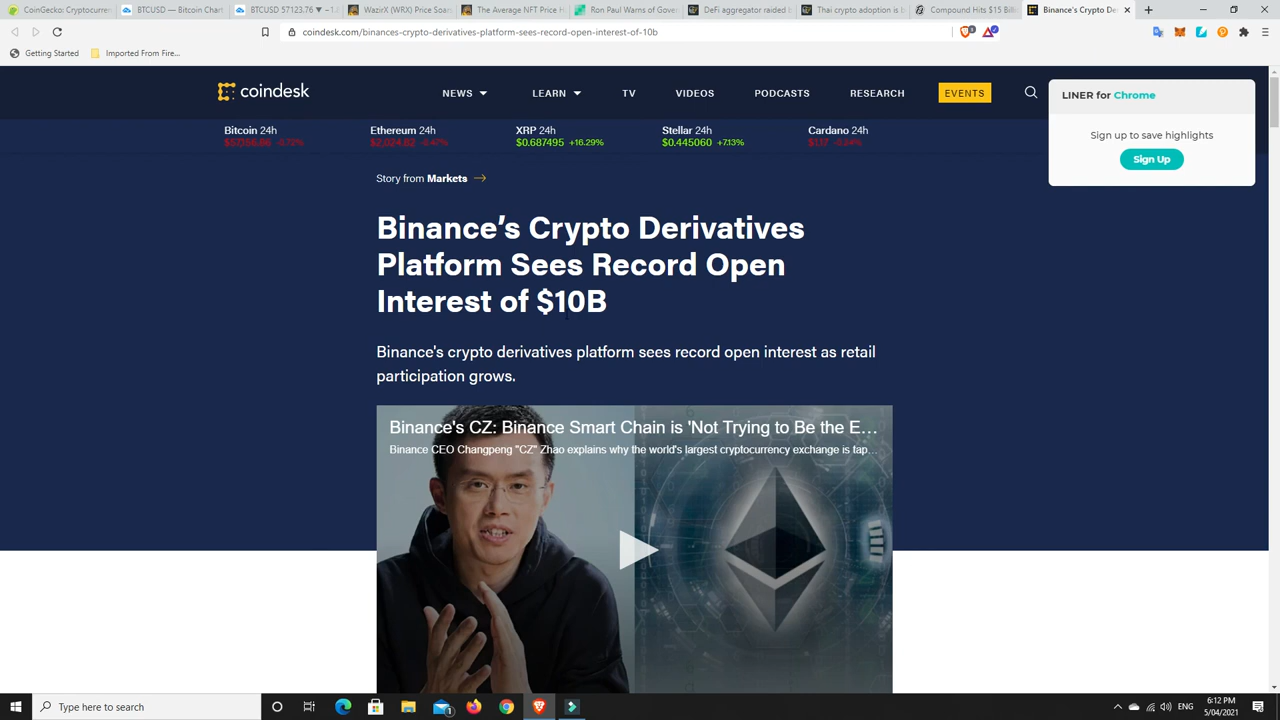 CoinGecko: Cryptocurren
BTCUSD — Bitcoin Chart
BTCUSD 57123.76 ▼ −1.
WazirX (WRX) Price Soars
The Average NFT Price H
Ron Paul Warns of Gover
DeFi aggregator raided t
Thai crypto adoption is b
Compound Hits $15 Billi
Binance's Crypto De
coindesk.com/binances-crypto-derivatives-platform-sees-record-open-interest-of-10b
Getting Started
Imported From Fire...
coindesk
NEWS
LEARN
TV
VIDEOS
PODCASTS
RESEARCH
EVENTS
LINER for Chrome
Sign up to save highlights
Sign Up
Bitcoin 24h
Ethereum 24h
XRP 24h
Stellar 24h
Cardano 24h
$0.687495 +16.29%
$0.445060 +7.13%
Story from Markets
Binance's Crypto Derivatives
Platform Sees Record Open
Interest of $10B
Binance's crypto derivatives platform sees record open interest as retail
participation grows.
Binance's CZ: Binance Smart Chain is 'Not Trying to Be the E…
Binance CEO Changpeng "CZ" Zhao explains why the world's largest cryptocurrency exchange is tap…
Type here to search
ENG
6:12 PM
5/04/2021